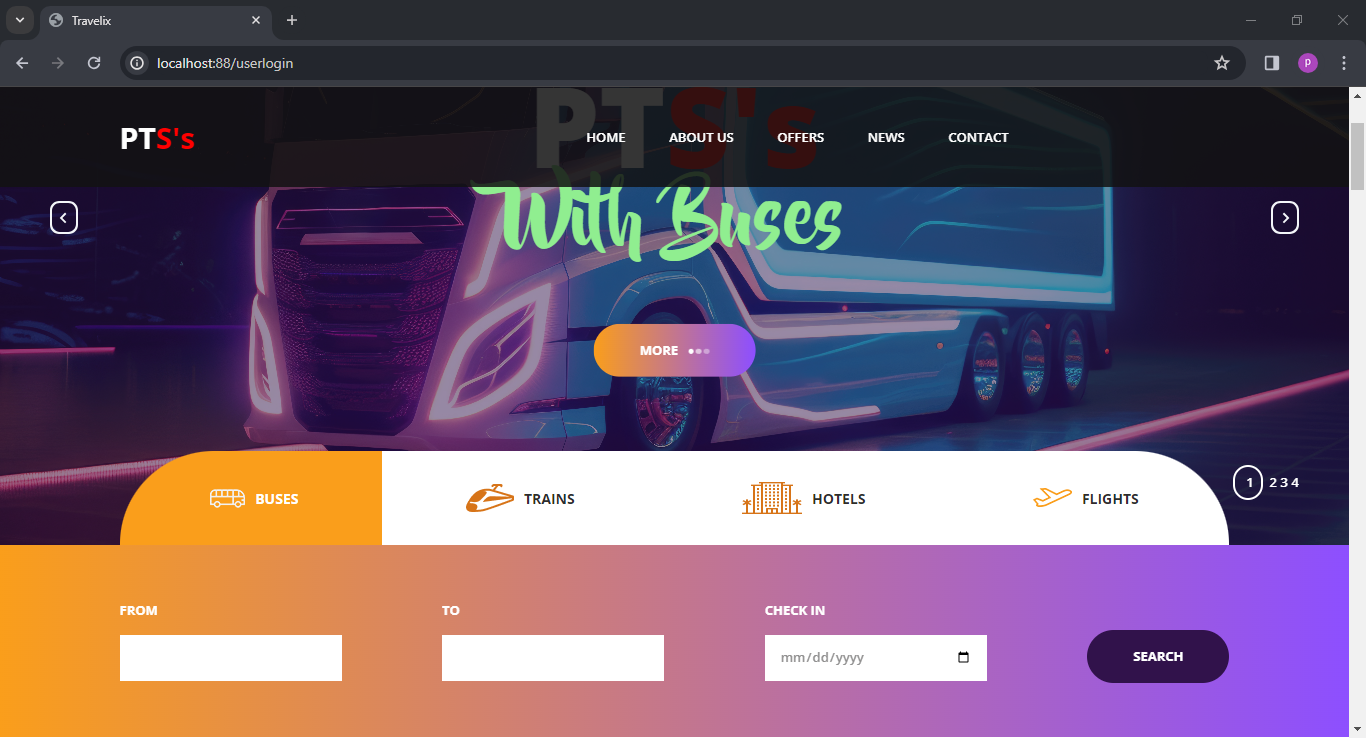 Travelix
localhost:88/userlogin
p
PTS's
HOME ABOUT US OFFERS NEWS CONTACT
PTS's
With Buses
MORE
BUSES TRAINS HOTELS FLIGHTS
1 2 3 4
FROM TO CHECK IN
mm/dd/yyyy
SEARCH